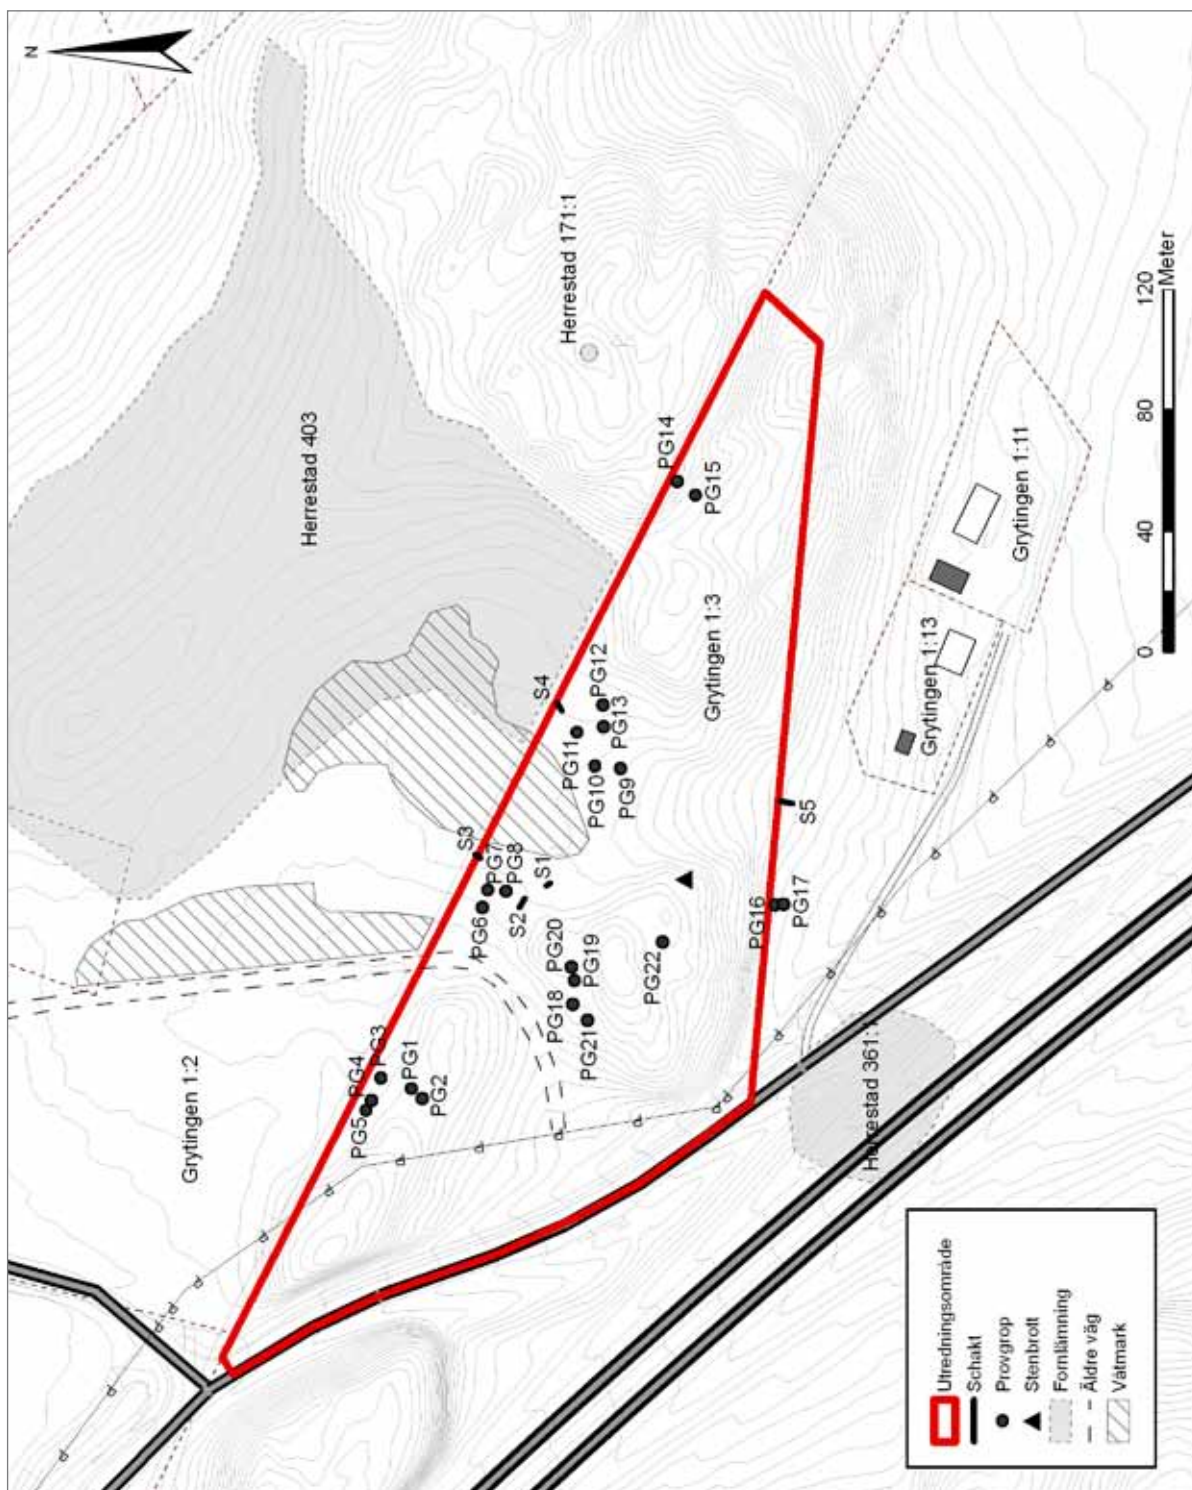 N
Herrestad 403
Herrestad 171:1
Grytingen 1:2
PG5
PG4
PG3
PG1
PG2
PG6
PG7
PG8
S3
S2
S1
S4
PG11
PG12
PG13
PG10
PG9
PG14
PG15
PG20
PG19
PG18
PG21
PG22
PG16
PG17
S5
Grytingen 1:3
Grytingen 1:13
Grytingen 1:11
Herrestad 361:1
0 40 80 120
Meter
Utredningsområde
Schakt
Provgrop
Stenbrott
Fornlämning
Äldre väg
Våtmark